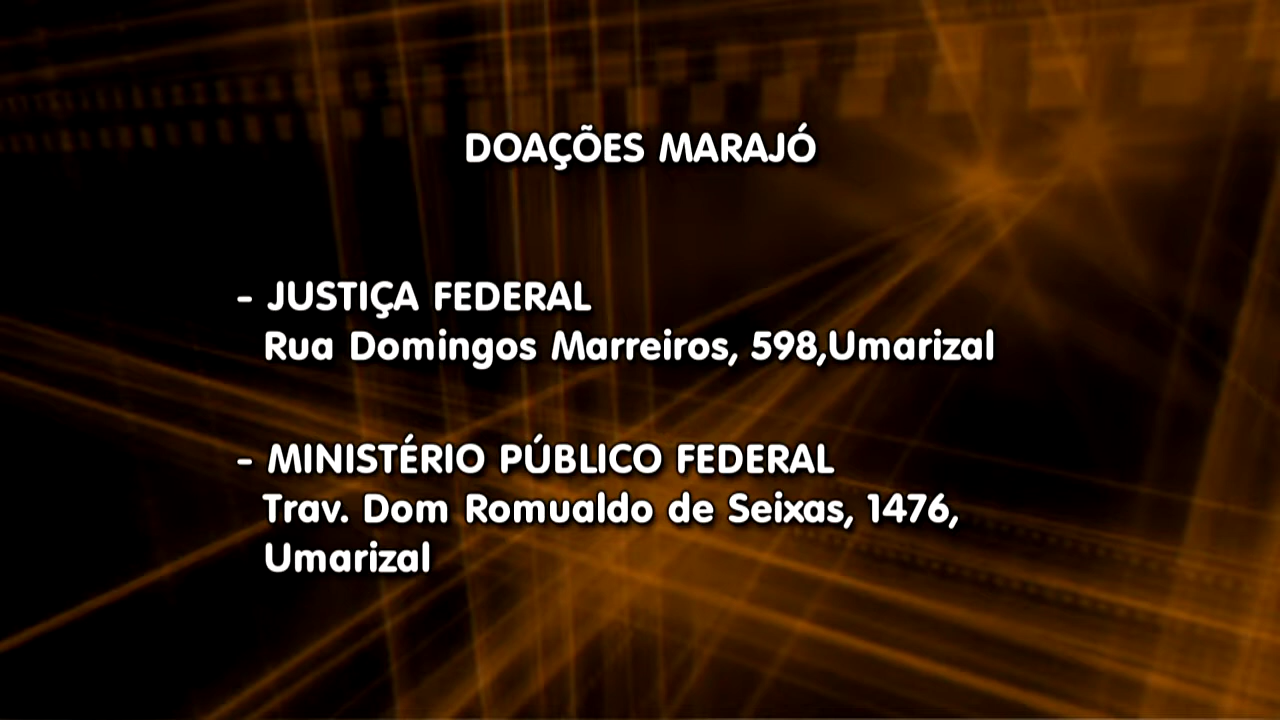 DOAÇÕES MARAJÓ
- JUSTIÇA FEDERAL
Rua Domingos Marreiros, 598,Umarizal
- MINISTÉRIO PÚBLICO FEDERAL
Trav. Dom Romualdo de Seixas, 1476,
Umarizal